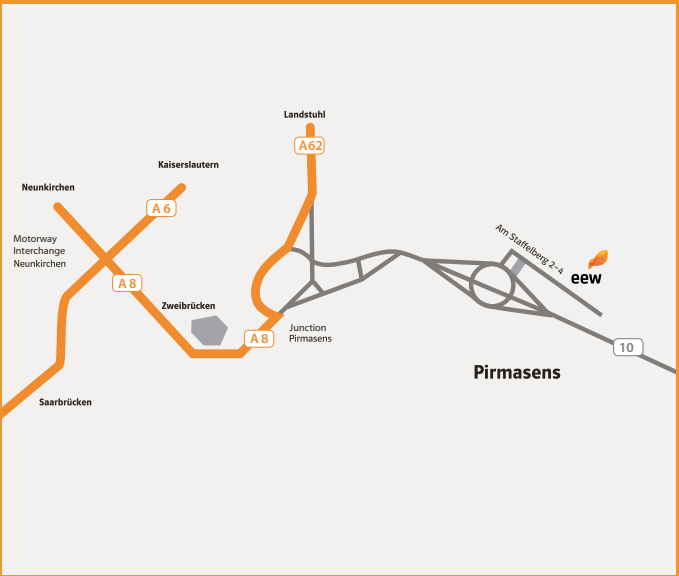 Landstuhl
A62
Kaiserslautern
Neunkirchen
A 6
Motorway
Interchange
Neunkirchen
A 8
Zweibrücken
A 8
Junction
Pirmasens
Am Staffelberg 2-4
eew
10
Pirmasens
Saarbrücken